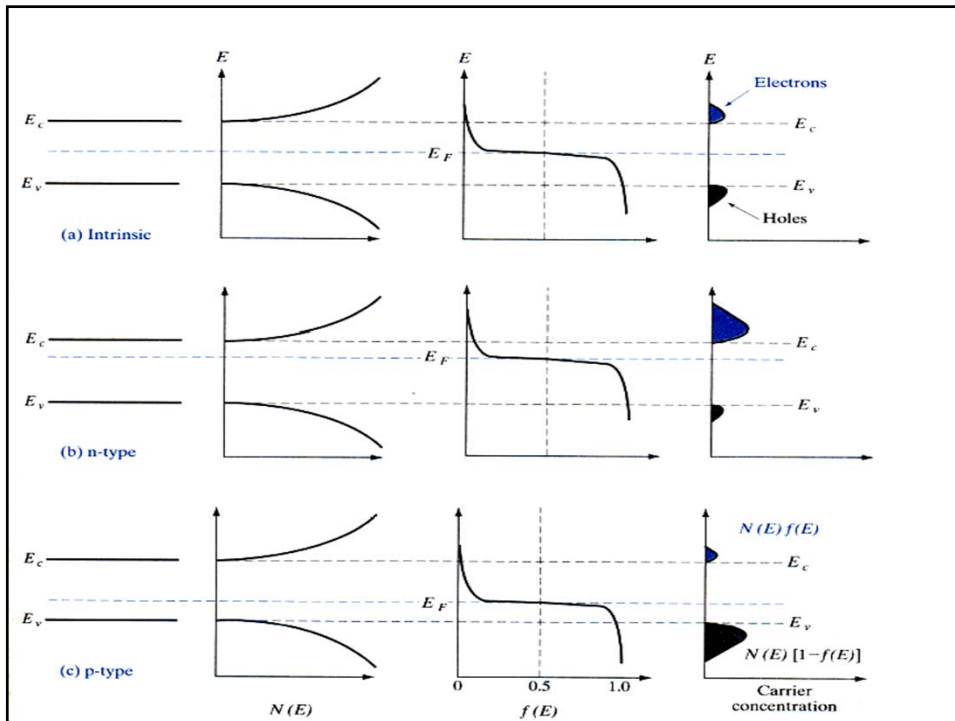 E E E
Electrons
E_c E_c
E_F
E_v E_v
Holes
(a) Intrinsic
E_c E_c
E_F
E_v E_v
(b) n-type
N(E) f(E)
E_c E_c
E_F
E_v E_v
N(E) [1−f(E)]
(c) p-type
0 0.5 1.0
Carrier
N(E) f(E) concentration